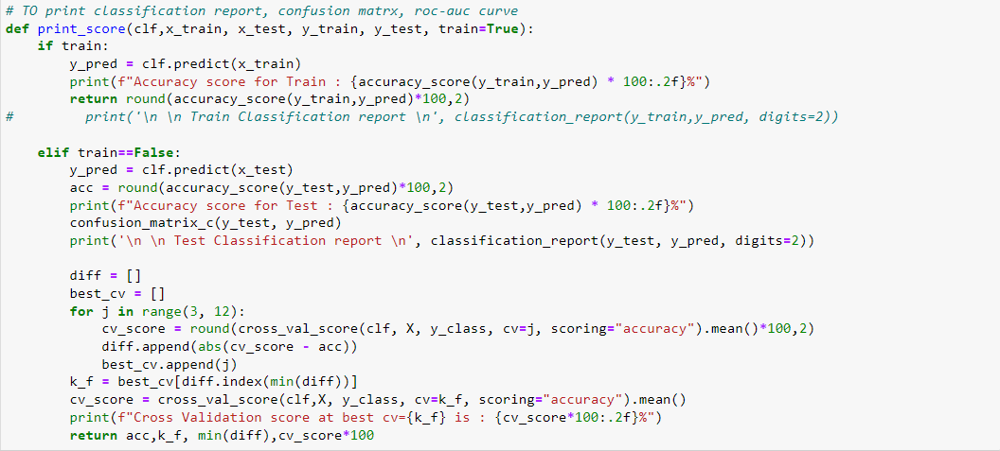 # TO print classification report, confusion matrx, roc-auc curve
def print_score(clf,x_train, x_test, y_train, y_test, train=True):
    if train:
        y_pred = clf.predict(x_train)
        print(f"Accuracy score for Train : {accuracy_score(y_train,y_pred) * 100:.2f}%")
        return round(accuracy_score(y_train,y_pred)*100,2)
#         print('\n \n Train Classification report \n', classification_report(y_train,y_pred, digits=2))

    elif train==False:
        y_pred = clf.predict(x_test)
        acc = round(accuracy_score(y_test,y_pred)*100,2)
        print(f"Accuracy score for Test : {accuracy_score(y_test,y_pred) * 100:.2f}%")
        confusion_matrix_c(y_test, y_pred)
        print('\n \n Test Classification report \n', classification_report(y_test, y_pred, digits=2))

        diff = []
        best_cv = []
        for j in range(3, 12):
            cv_score = round(cross_val_score(clf, X, y_class, cv=j, scoring="accuracy").mean()*100,2)
            diff.append(abs(cv_score - acc))
            best_cv.append(j)
        k_f = best_cv[diff.index(min(diff))]
        cv_score = cross_val_score(clf,X, y_class, cv=k_f, scoring="accuracy").mean()
        print(f"Cross Validation score at best cv={k_f} is : {cv_score*100:.2f}%")
        return acc,k_f, min(diff),cv_score*100